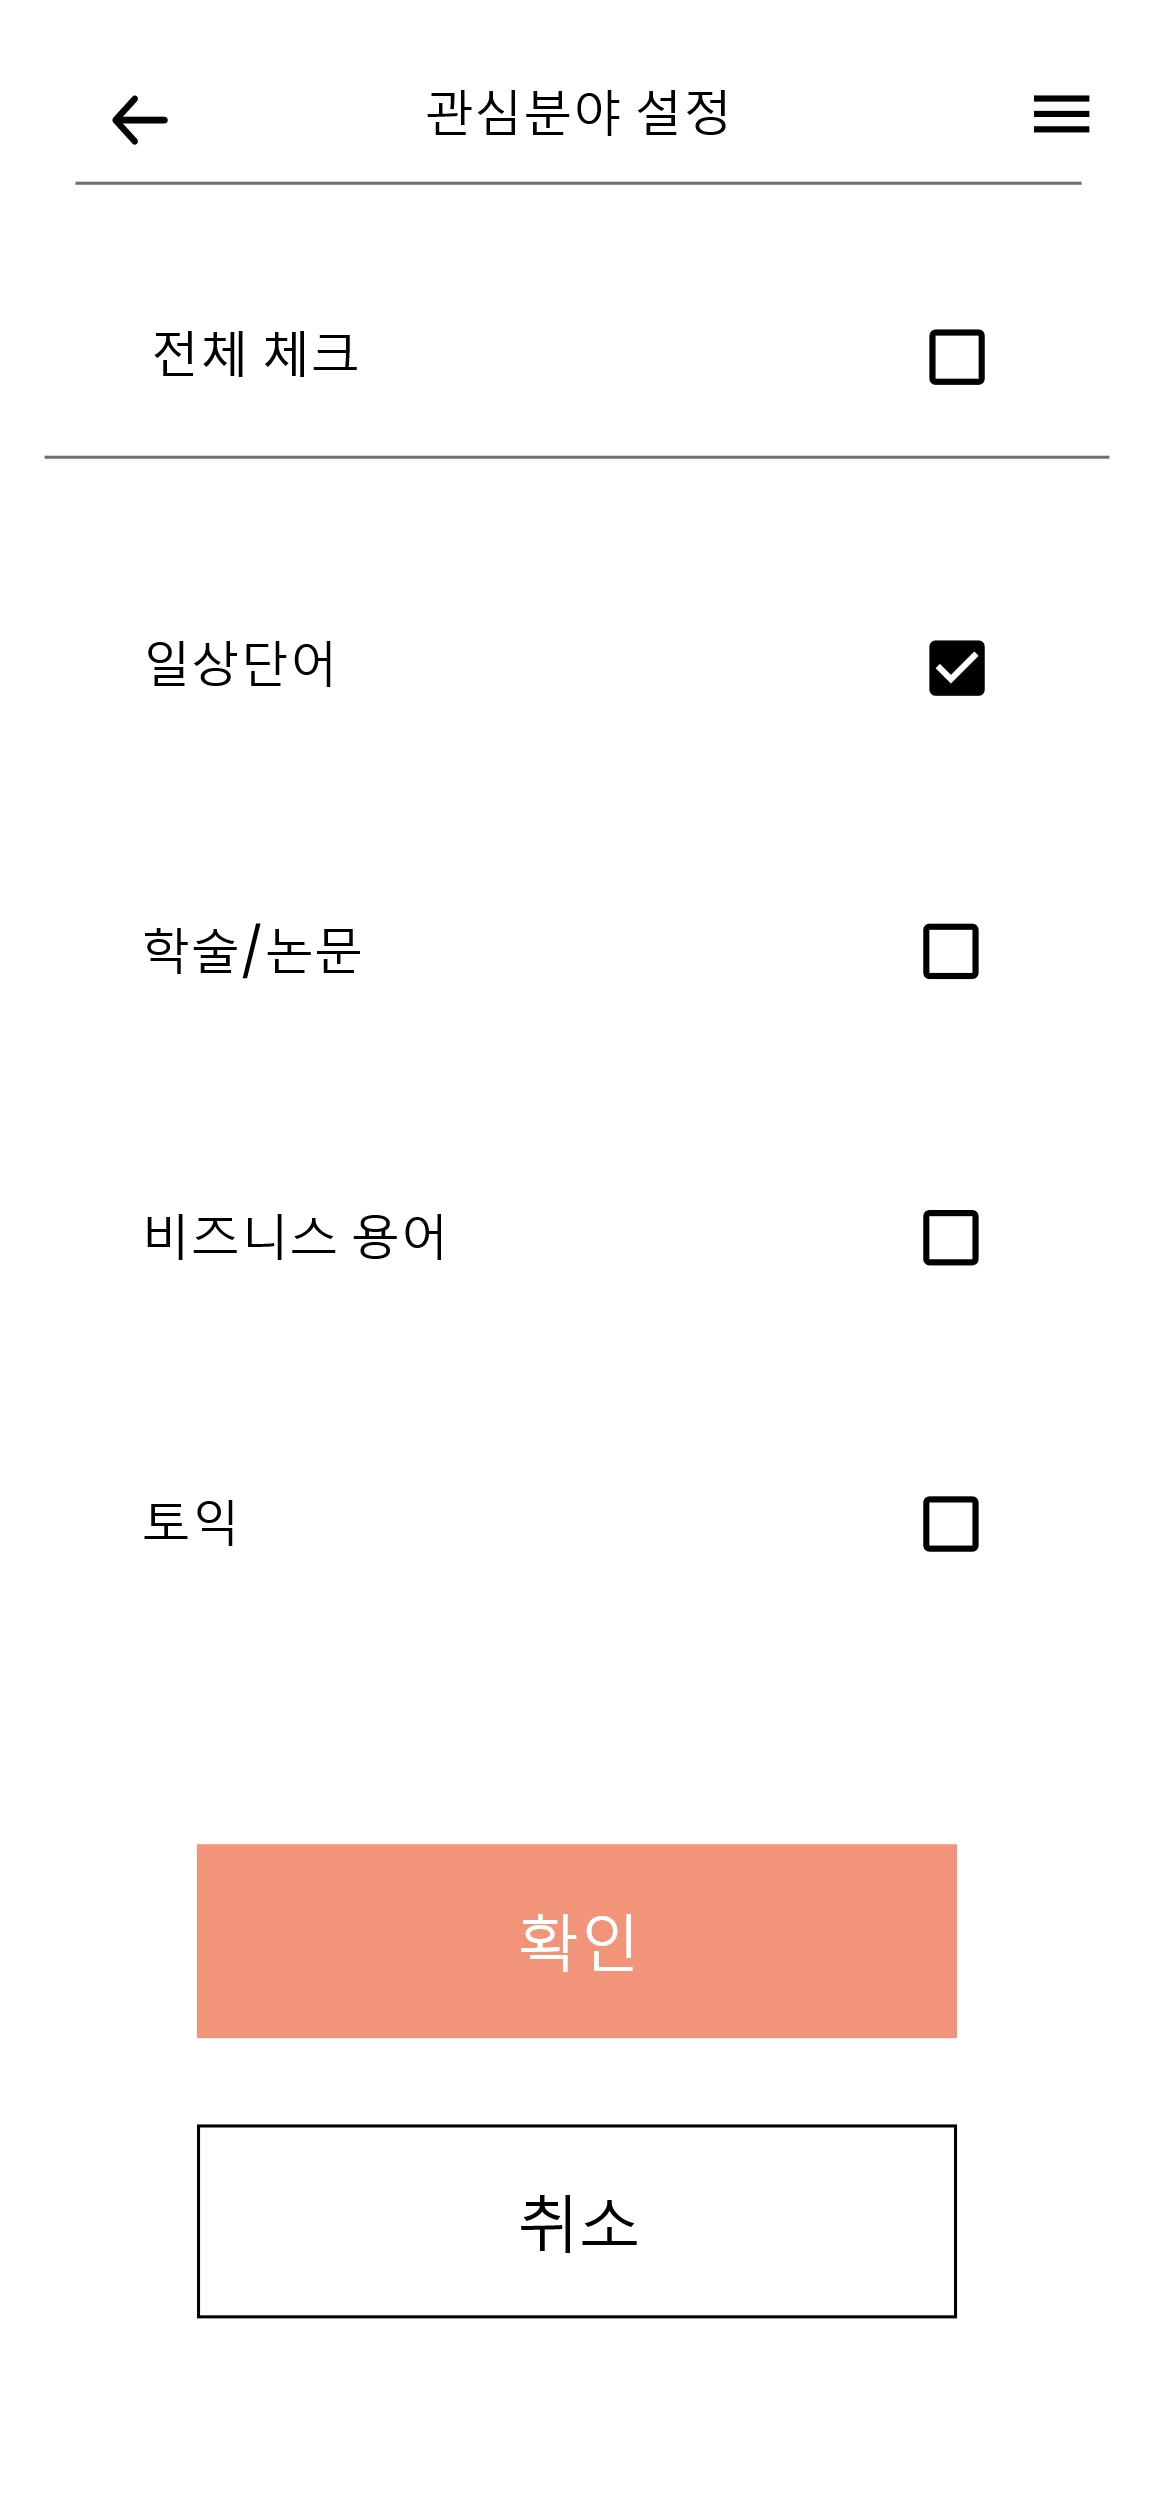 관심분야 설정
전체 체크
일상단어
학술/논문
비즈니스 용어
토익
확인
취소